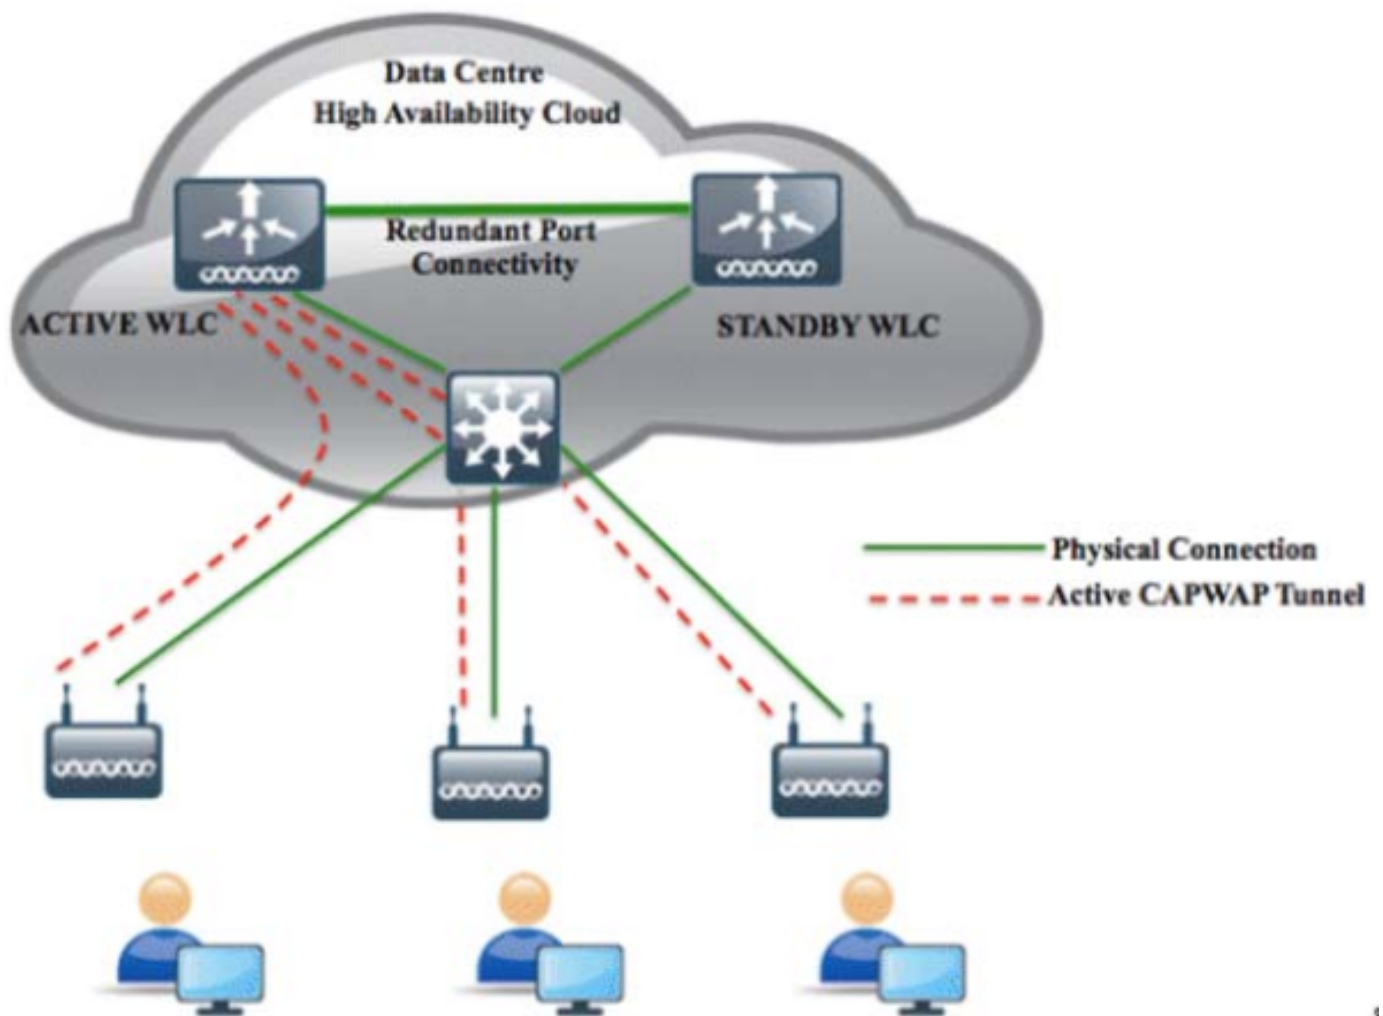 Data Centre
High Availability Cloud
Redundant Port
Connectivity
ACTIVE WLC
STANDBY WLC
Physical Connection
Active CAPWAP Tunnel